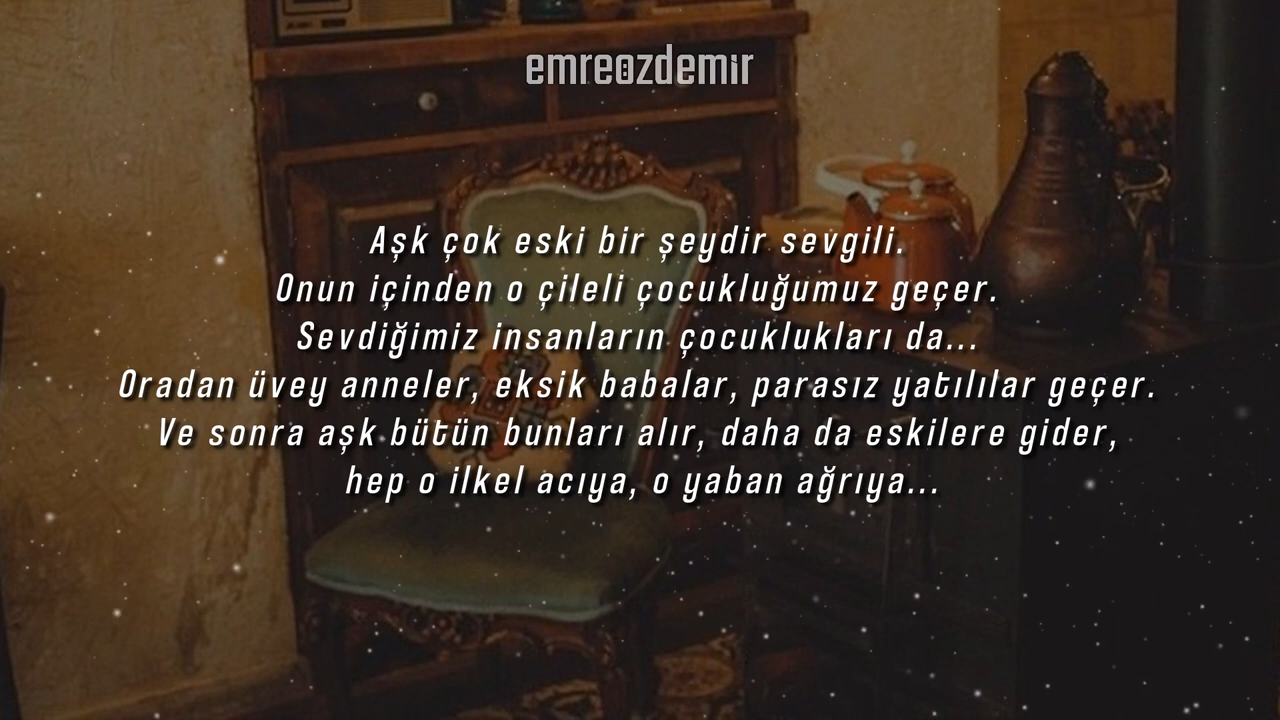 emreozdemir
Aşk çok eski bir şeydir sevgili.
Onun içinden o çileli çocukluğumuz geçer.
Sevdiğimiz insanların çocuklukları da...
Oradan üvey anneler, eksik babalar, parasız yatılılar geçer.
Ve sonra aşk bütün bunları alır, daha da eskilere gider,
hep o ilkel acıya, o yaban ağrıya...